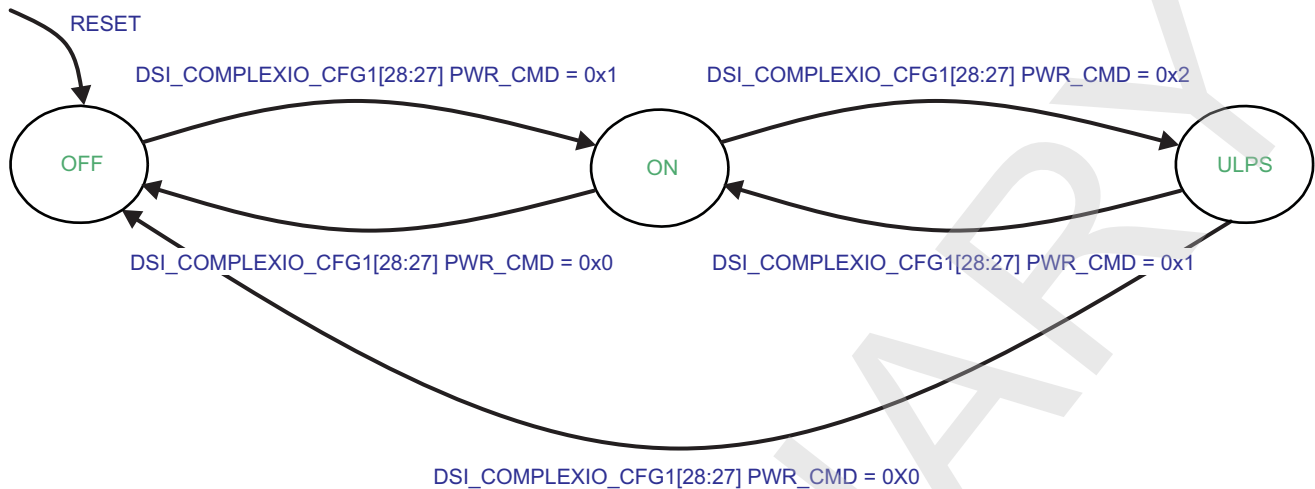 RESET
DSI_COMPLEXIO_CFG1[28:27] PWR_CMD = 0x1
DSI_COMPLEXIO_CFG1[28:27] PWR_CMD = 0x2
OFF
ON
ULPS
DSI_COMPLEXIO_CFG1[28:27] PWR_CMD = 0x0
DSI_COMPLEXIO_CFG1[28:27] PWR_CMD = 0x1
DSI_COMPLEXIO_CFG1[28:27] PWR_CMD = 0X0